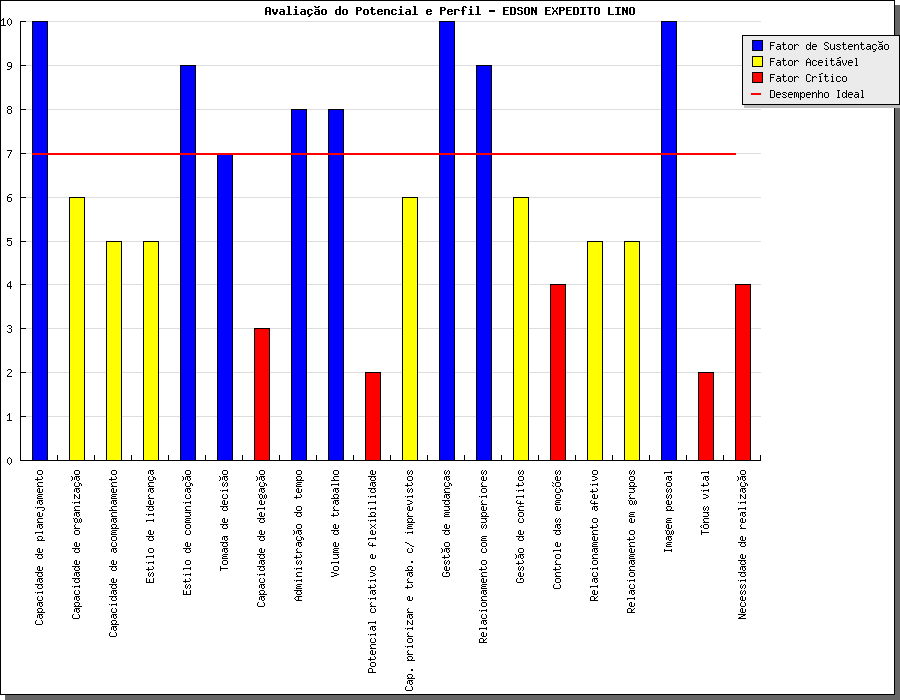 Avaliação do Potencial e Perfil - EDSON EXPEDITO LINO
Fator de Sustentação
Fator Aceitável
Fator Crítico
Desempenho Ideal
10
9
8
7
6
5
4
3
2
1
0
Capacidade de planejamento
Capacidade de organização
Capacidade de acompanhamento
Estilo de liderança
Estilo de comunicação
Tomada de decisão
Capacidade de delegação
Administração do tempo
Volume de trabalho
Potencial criativo e flexibilidade
Cap. priorizar e trab. c/ imprevistos
Gestão de mudanças
Relacionamento com superiores
Gestão de conflitos
Controle das emoções
Relacionamento afetivo
Relacionamento em grupos
Imagem pessoal
Tônus vital
Necessidade de realização